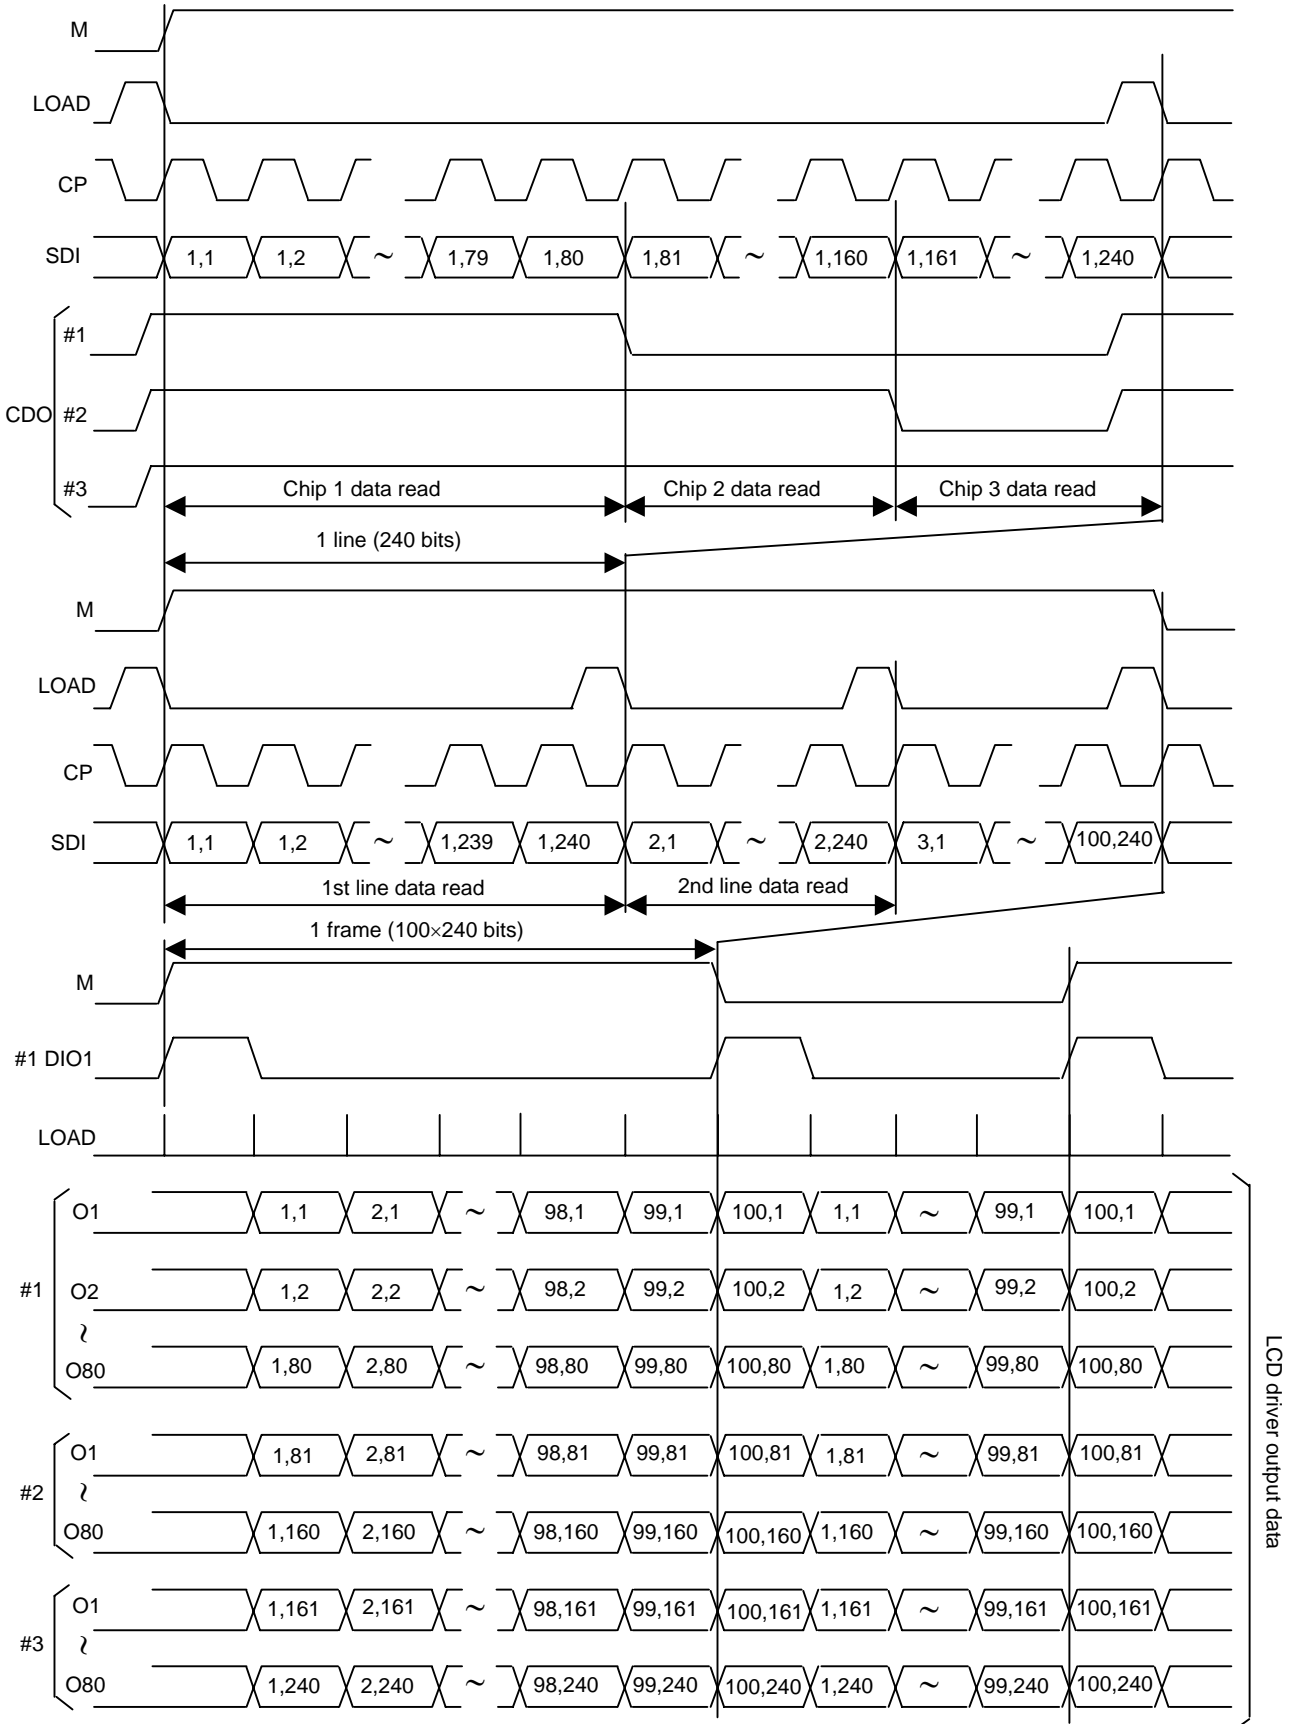 M
LOAD
CP
SDI 1,1 1,2 ~ 1,79 1,80 1,81 ~ 1,160 1,161 ~ 1,240
CDO
#1
#2
#3
Chip 1 data read Chip 2 data read Chip 3 data read
1 line (240 bits)
M
LOAD
CP
SDI 1,1 1,2 ~ 1,239 1,240 2,1 ~ 2,240 3,1 ~ 100,240
1st line data read 2nd line data read
1 frame (100×240 bits)
M
#1 DIO1
LOAD
#1
O1 1,1 2,1 ~ 98,1 99,1 100,1 1,1 ~ 99,1 100,1
O2 1,2 2,2 ~ 98,2 99,2 100,2 1,2 ~ 99,2 100,2
~
O80 1,80 2,80 ~ 98,80 99,80 100,80 1,80 ~ 99,80 100,80
#2
O1 1,81 2,81 ~ 98,81 99,81 100,81 1,81 ~ 99,81 100,81
~
O80 1,160 2,160 ~ 98,160 99,160 100,160 1,160 ~ 99,160 100,160
#3
O1 1,161 2,161 ~ 98,161 99,161 100,161 1,161 ~ 99,161 100,161
~
O80 1,240 2,240 ~ 98,240 99,240 100,240 1,240 ~ 99,240 100,240
LCD driver output data